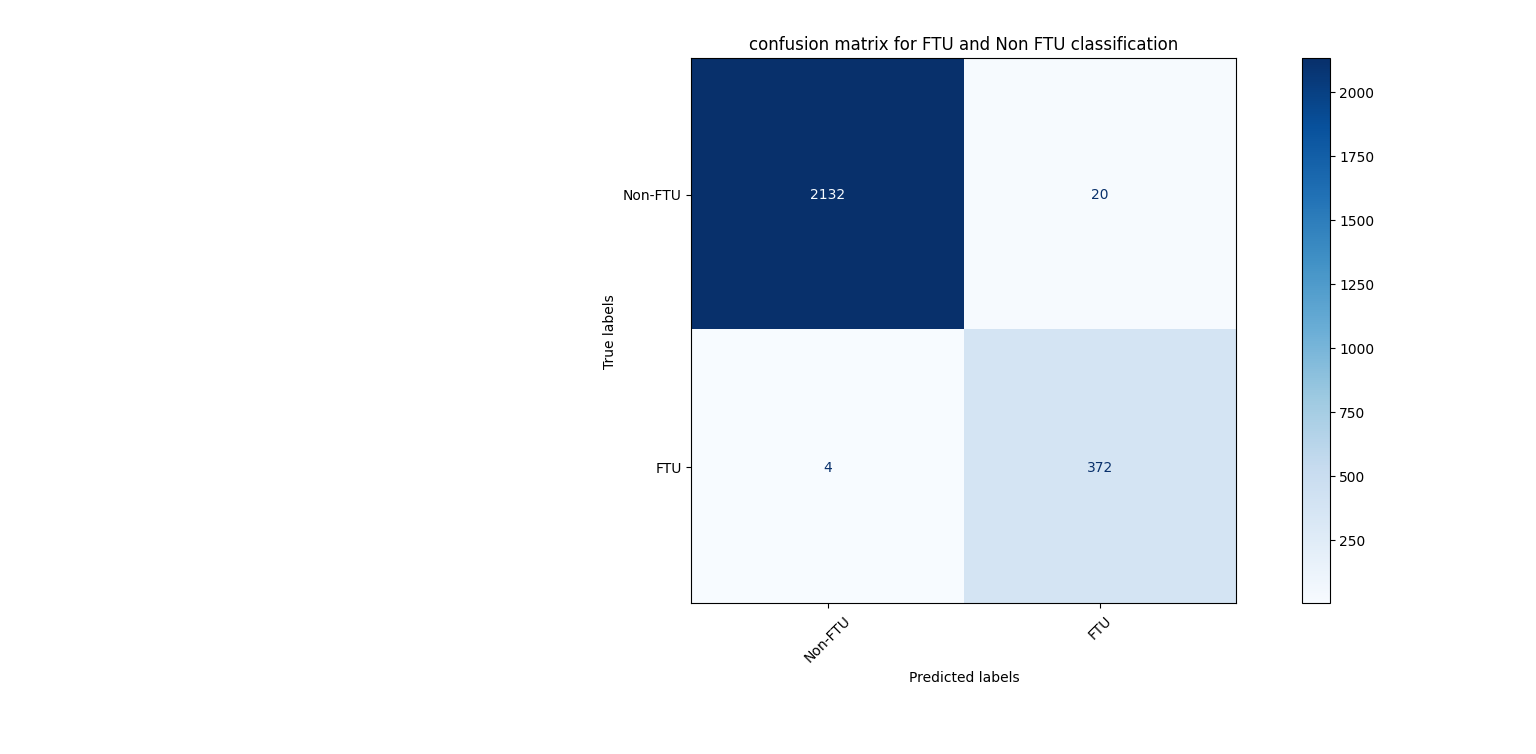 confusion matrix for FTU and Non FTU classification
Non-FTU
2132
20
FTU
4
372
True labels
Non-FTU
FTU
Predicted labels
2000
1750
1500
1250
1000
750
500
250